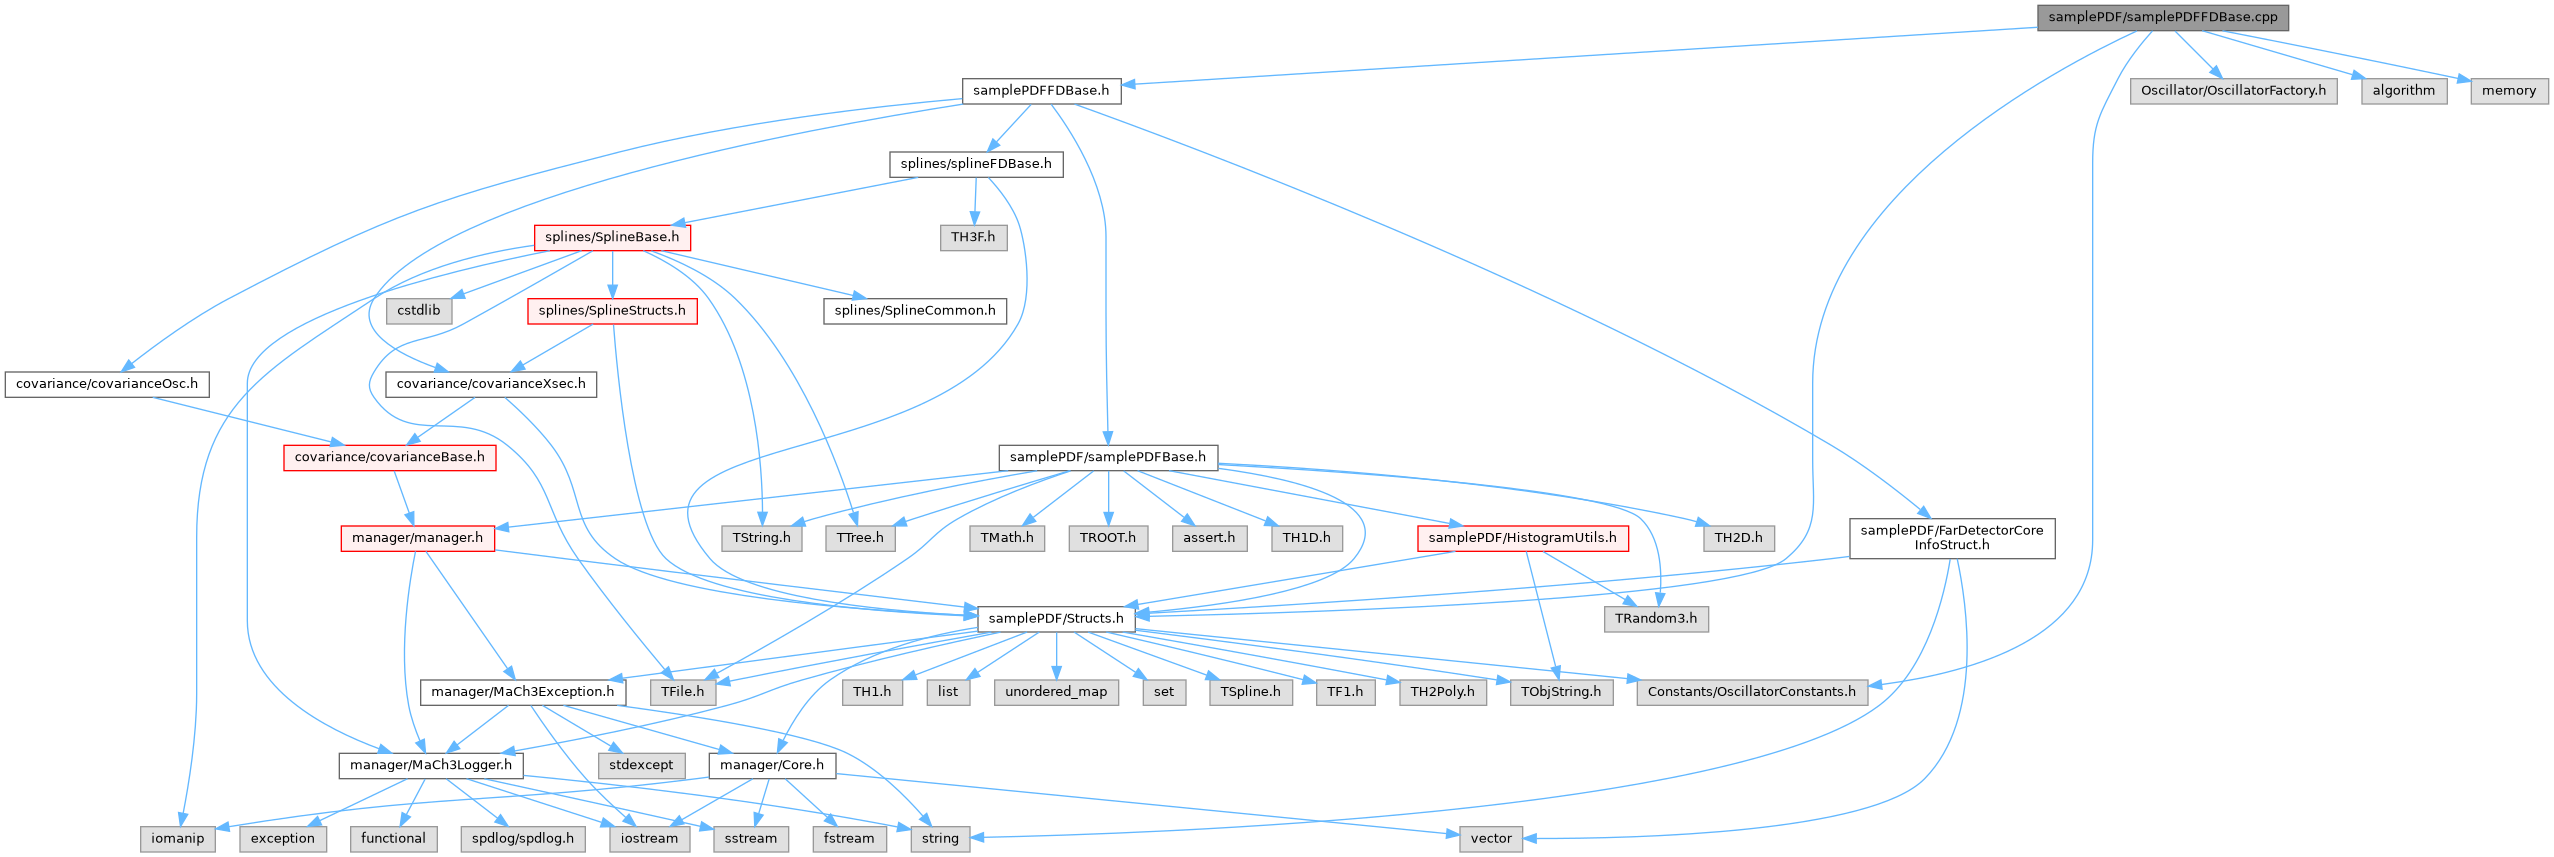 samplePDF/samplePDFFDBase.cpp
samplePDFFDBase.h
Oscillator/OscillatorFactory.h
algorithm
memory
splines/splineFDBase.h
splines/SplineBase.h
TH3F.h
cstdlib
splines/SplineStructs.h
splines/SplineCommon.h
covariance/covarianceOsc.h
covariance/covarianceXsec.h
covariance/covarianceBase.h
samplePDF/samplePDFBase.h
manager/manager.h
TString.h
TTree.h
TMath.h
TROOT.h
assert.h
TH1D.h
samplePDF/HistogramUtils.h
TH2D.h
samplePDF/FarDetectorCore
InfoStruct.h
samplePDF/Structs.h
TRandom3.h
manager/MaCh3Exception.h
TFile.h
TH1.h
list
unordered_map
set
TSpline.h
TF1.h
TH2Poly.h
TObjString.h
Constants/OscillatorConstants.h
manager/MaCh3Logger.h
stdexcept
manager/Core.h
iomanip
exception
functional
spdlog/spdlog.h
iostream
sstream
fstream
string
vector